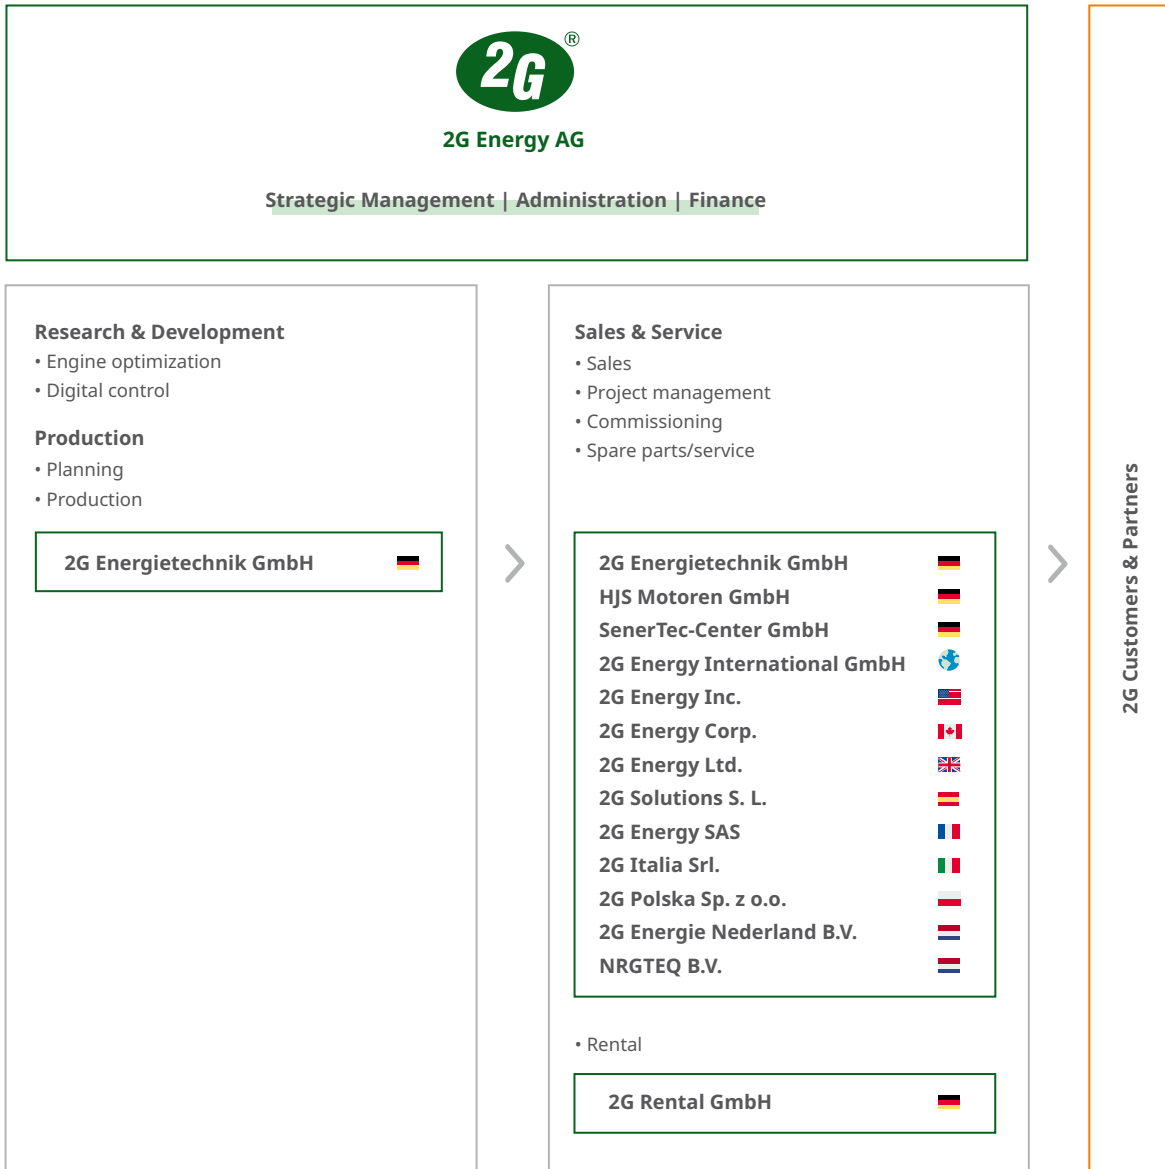 2G®
2G Energy AG
Strategic Management | Administration | Finance
Research & Development
• Engine optimization
• Digital control
Production
• Planning
• Production
2G Energietechnik GmbH
Sales & Service
• Sales
• Project management
• Commissioning
• Spare parts/service
2G Energietechnik GmbH
HJS Motoren GmbH
SenerTec-Center GmbH
2G Energy International GmbH
2G Energy Inc.
2G Energy Corp.
2G Energy Ltd.
2G Solutions S. L.
2G Energy SAS
2G Italia Srl.
2G Polska Sp. z o.o.
2G Energie Nederland B.V.
NRGTEQ B.V.
• Rental
2G Rental GmbH
2G Customers & Partners